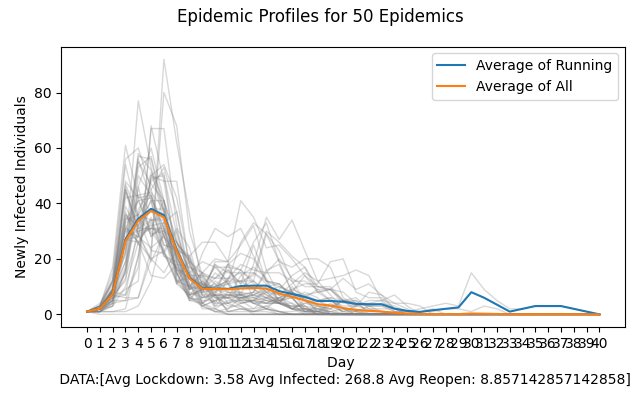 Epidemic Profiles for 50 Epidemics
Average of Running
Average of All
Newly Infected Individuals
80
60
40
20
0
0 1 2 3 4 5 6 7 8 9 10 11 12 13 14 15 16 17 18 19 20 21 22 23 24 25 26 27 28 29 30 31 32 33 34 35 36 37 38 39 40
Day
DATA:[Avg Lockdown: 3.58 Avg Infected: 268.8 Avg Reopen: 8.857142857142858]